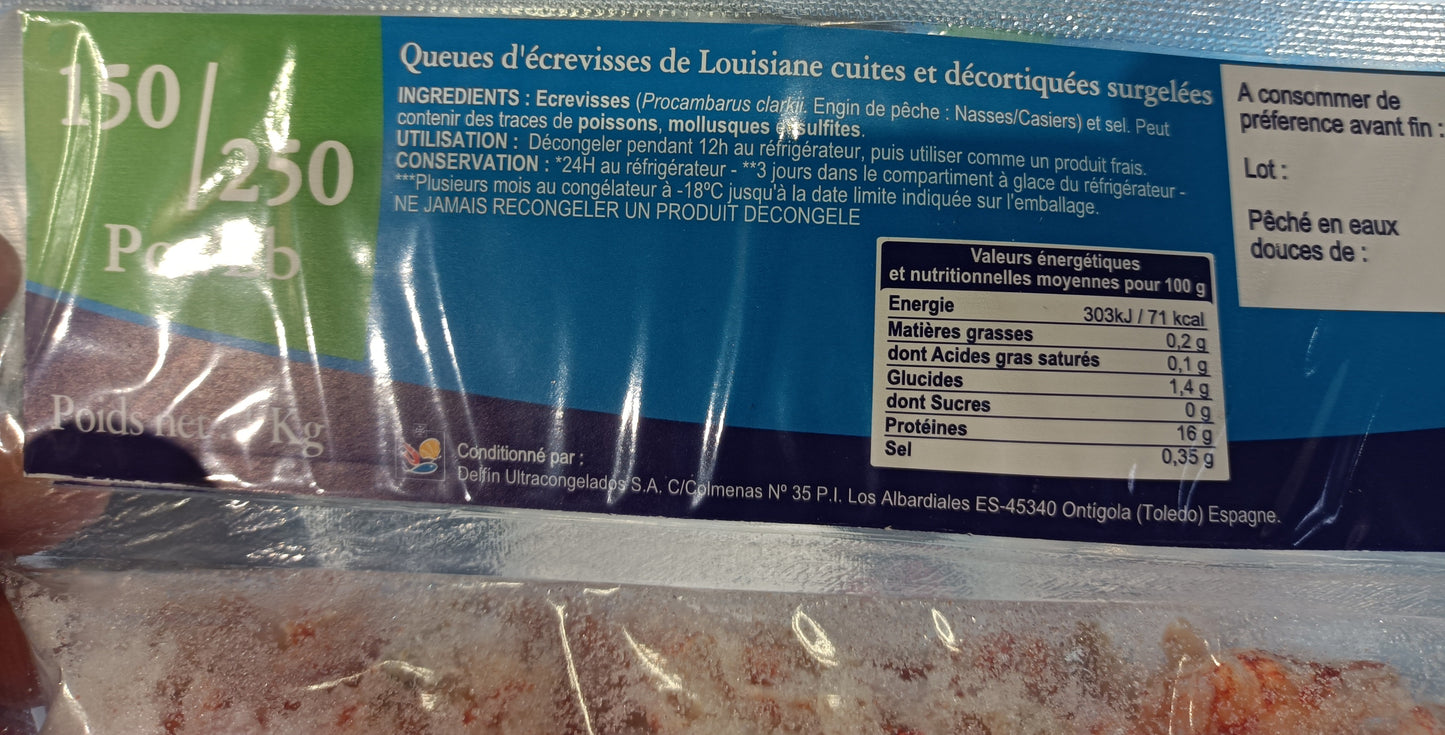 150/250
Queues d'écrevisses de Louisiane cuites et décortiquées surgelées
INGREDIENTS : Ecrevisses (Procambarus clarkii. Engin de pêche : Nasses/Casiers) et sel. Peut
contenir des traces de poissons, mollusques et sulfites.
UTILISATION : Décongeler pendant 12h au réfrigérateur, puis utiliser comme un produit frais.
CONSERVATION : *24H au réfrigérateur - **3 jours dans le compartiment à glace du réfrigérateur -
***Plusieurs mois au congélateur à -18ºC jusqu'à la date limite indiquée sur l'emballage.
NE JAMAIS RECONGELER UN PRODUIT DECONGELE
A consommer de
préference avant fin :
Lot :
Pêché en eaux
douces de :
Valeurs énergétiques
et nutritionnelles moyennes pour 100 g
Energie 303kJ / 71 kcal
Matières grasses 0,2 g
dont Acides gras saturés 0,1 g
Glucides 1,4 g
dont Sucres 0 g
Protéines 16 g
Sel 0,35 g
Poids net Kg
Conditionné par :
Delfín Ultracongelados S.A. C/Colmenas Nº 35 P.I. Los Albardiales ES-45340 Ontígola (Toledo) Espagne.